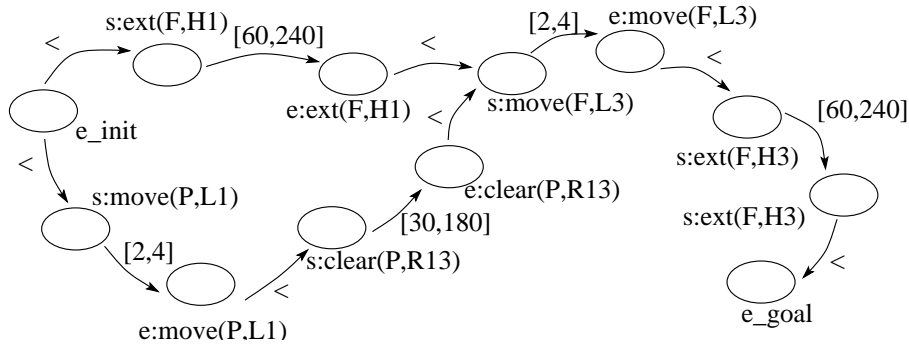 s:ext(F,H1)
<
[60,240]
e:ext(F,H1)
<
s:move(F,L3)
[2,4]
e:move(F,L3)
<
s:ext(F,H3)
[60,240]
s:ext(F,H3)
<
e_goal
e_init
<
s:move(P,L1)
[2,4]
e:move(P,L1)
<
s:clear(P,R13)
[30,180]
e:clear(P,R13)
<